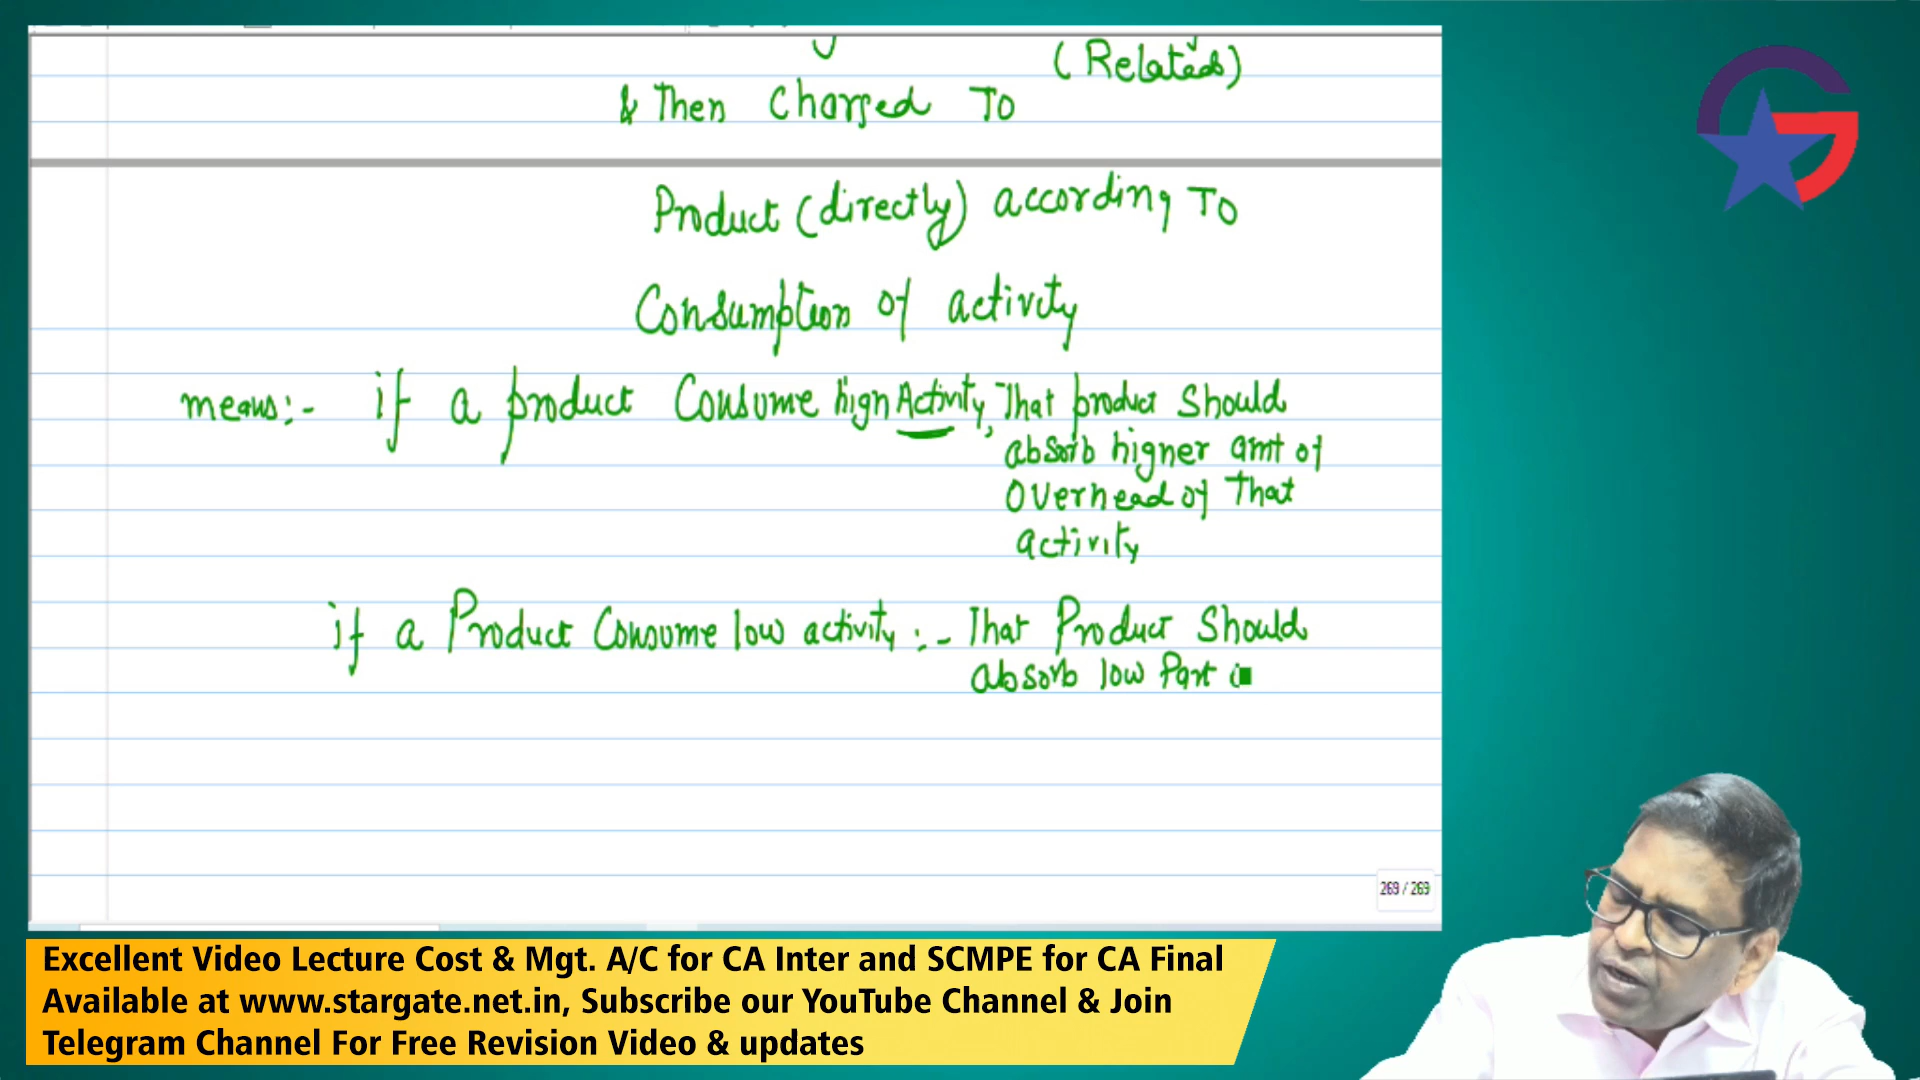 (Related)
& Then Charged To
Product (directly) according To
Consumption of activity
means:- if a product Consume high Activity, That product Should
absorb higher amt of
overhead of That
activity
if a Product Consume low activity :- That Product Should
absorb low Part
269 / 269
Excellent Video Lecture Cost & Mgt. A/C for CA Inter and SCMPE for CA Final
Available at www.stargate.net.in, Subscribe our YouTube Channel & Join
Telegram Channel For Free Revision Video & updates